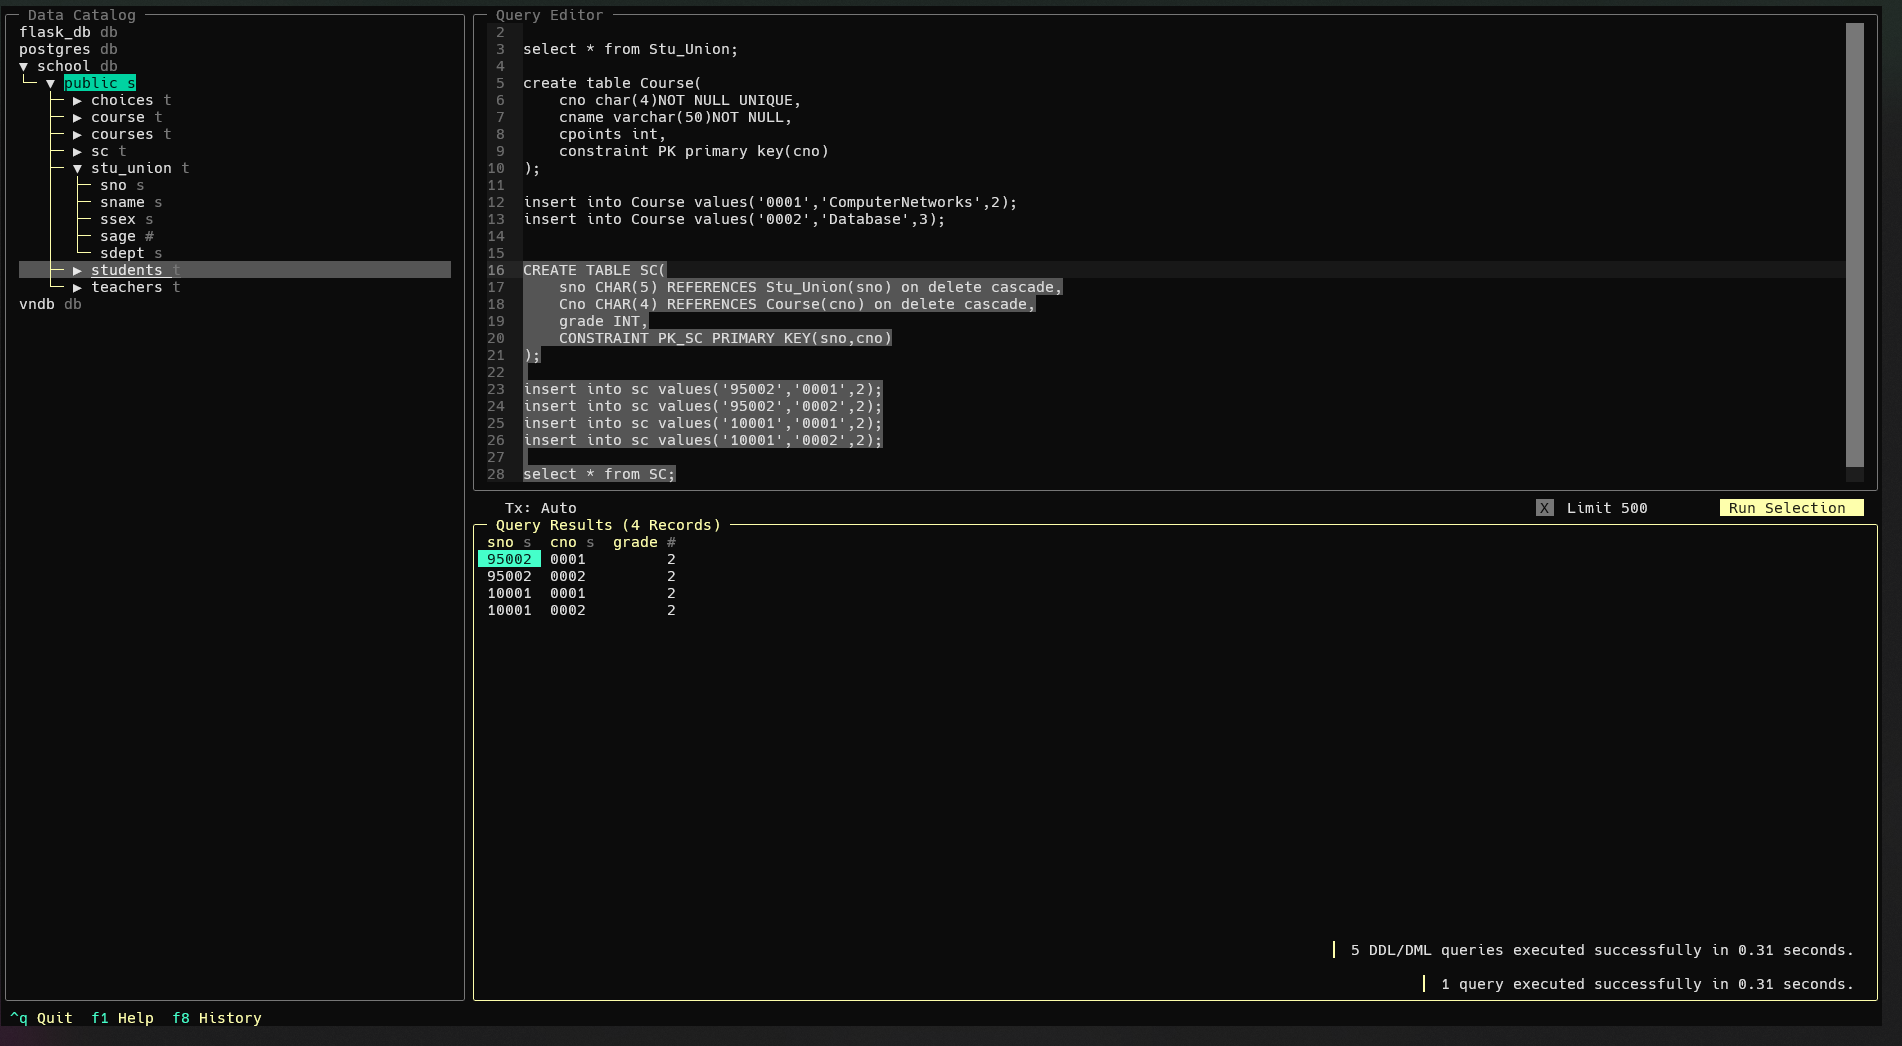 Data Catalog
flask_db db
postgres db
▼ school db
▼ public s
▶ choices t
▶ course t
▶ courses t
▶ sc t
▼ stu_union t
sno s
sname s
ssex s
sage #
sdept s
▶ students t
▶ teachers t
vndb db
Query Editor
2
3 select * from Stu_Union;
4
5 create table Course(
6     cno char(4)NOT NULL UNIQUE,
7     cname varchar(50)NOT NULL,
8     cpoints int,
9     constraint PK primary key(cno)
10 );
11
12 insert into Course values('0001','ComputerNetworks',2);
13 insert into Course values('0002','Database',3);
14
15
16 CREATE TABLE SC(
17     sno CHAR(5) REFERENCES Stu_Union(sno) on delete cascade,
18     Cno CHAR(4) REFERENCES Course(cno) on delete cascade,
19     grade INT,
20     CONSTRAINT PK_SC PRIMARY KEY(sno,cno)
21 );
22
23 insert into sc values('95002','0001',2);
24 insert into sc values('95002','0002',2);
25 insert into sc values('10001','0001',2);
26 insert into sc values('10001','0002',2);
27
28 select * from SC;
Tx: Auto
X Limit 500
Run Selection
Query Results (4 Records)
sno s cno s grade #
95002 0001 2
95002 0002 2
10001 0001 2
10001 0002 2
5 DDL/DML queries executed successfully in 0.31 seconds.
1 query executed successfully in 0.31 seconds.
^q Quit f1 Help f8 History